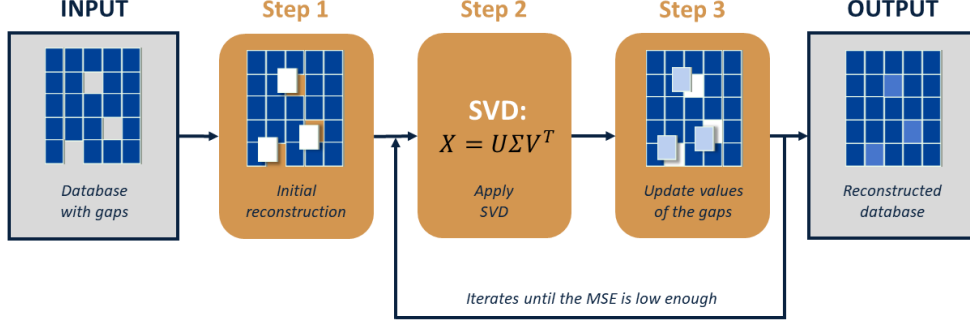 INPUT
Step 1
Step 2
Step 3
OUTPUT
SVD:
X = UΣV^T
Database
with gaps
Initial
reconstruction
Apply
SVD
Update values
of the gaps
Reconstructed
database
Iterates until the MSE is low enough